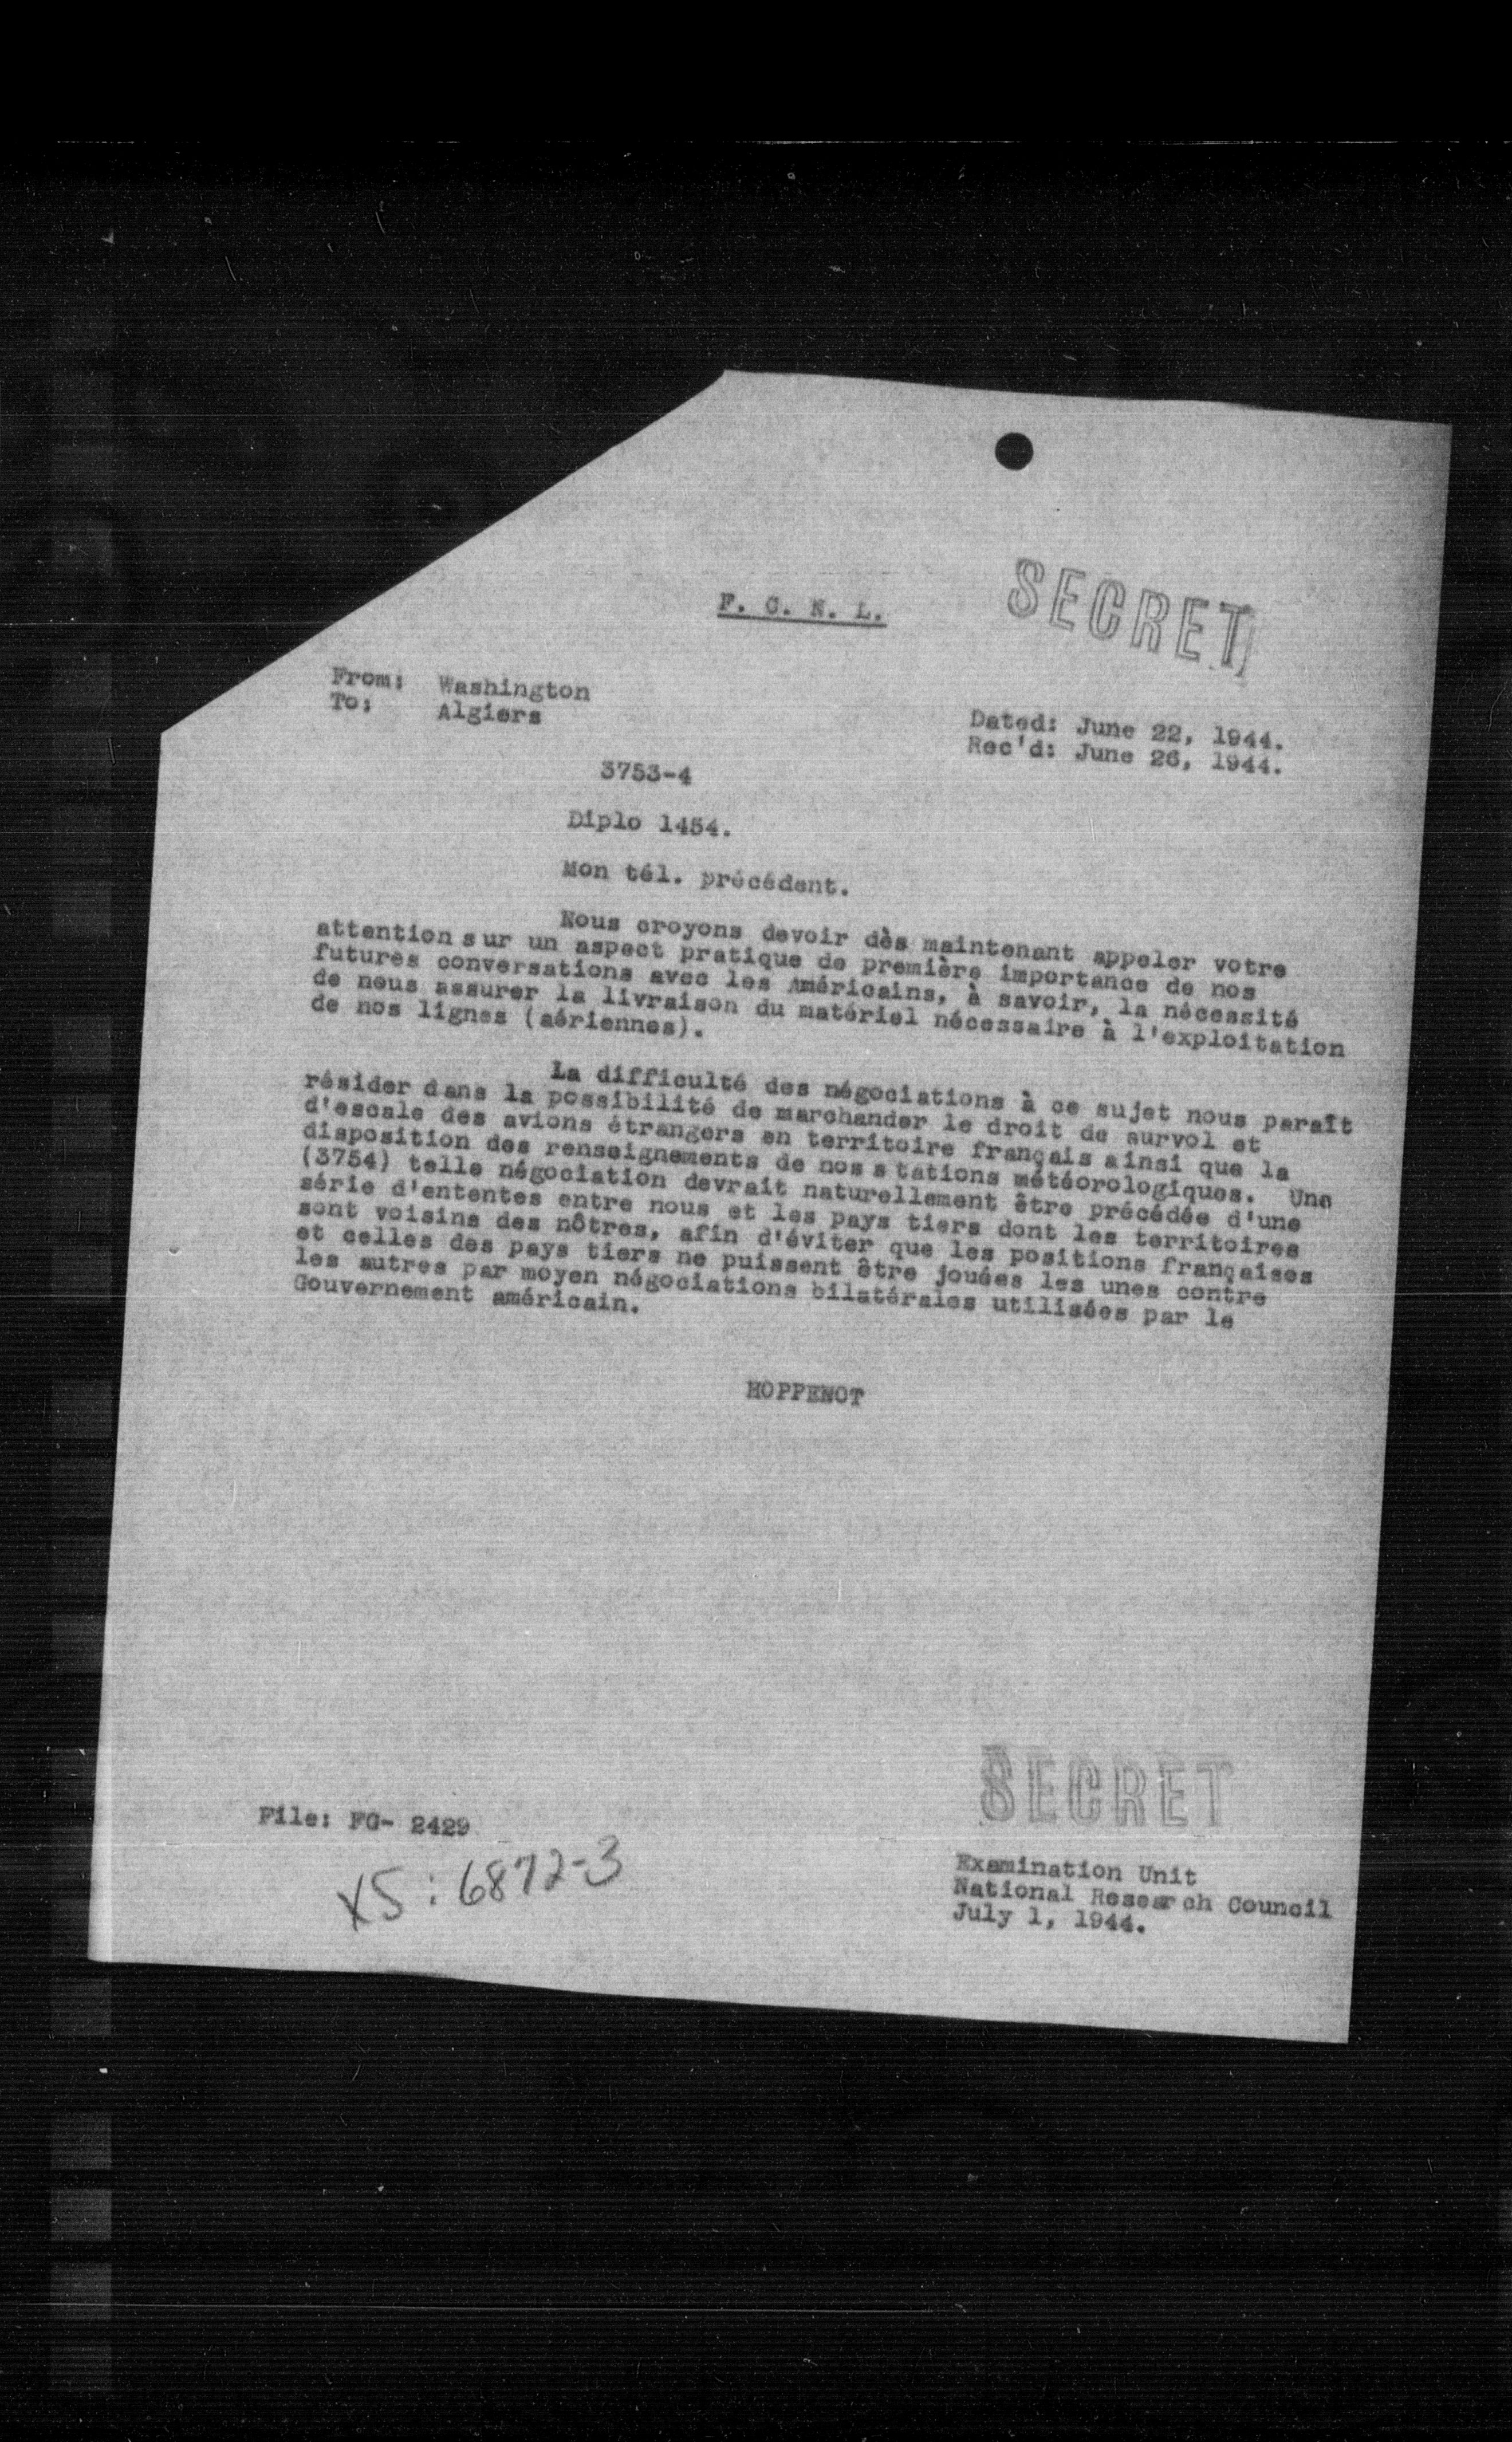 F. C. N. L.
SECRET
From: Washington
To: Algiers
Dated: June 22, 1944.
Rec'd: June 26, 1944.
3753-4
Diplo 1454.
Mon tél. précédent.
Nous croyons devoir dès maintenant appeler votre
attention sur un aspect pratique de première importance de nos
futures conversations avec les Américains, à savoir, la nécessité
de nous assurer la livraison du matériel nécessaire à l'exploitation
de nos lignes (aériennes).
La difficulté des négociations à ce sujet nous paraît
résider dans la possibilité de marchander le droit de survol et
d'escale des avions étrangers en territoire français ainsi que la
disposition des renseignements de nos stations météorologiques. Une
(3754) telle négociation devrait naturellement être précédée d'une
série d'ententes entre nous et les pays tiers dont les territoires
sont voisins des nôtres, afin d'éviter que les positions françaises
et celles des pays tiers ne puissent être jouées les unes contre
les autres par moyen négociations bilatérales utilisées par le
Gouvernement américain.
HOPPENOT
SECRET
File: FG- 2429
XS: 6872-3
Examination Unit
National Research Council
July 1, 1944.